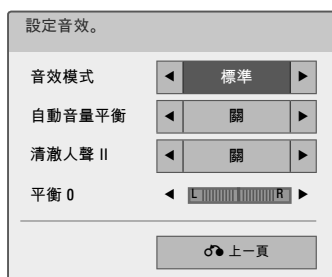 設定音效。
音效模式 ◀ 標準 ▶
自動音量平衡 ◀ 關 ▶
清澈人聲 II ◀ 關 ▶
平衡 0 ◀ L R ▶
上一頁